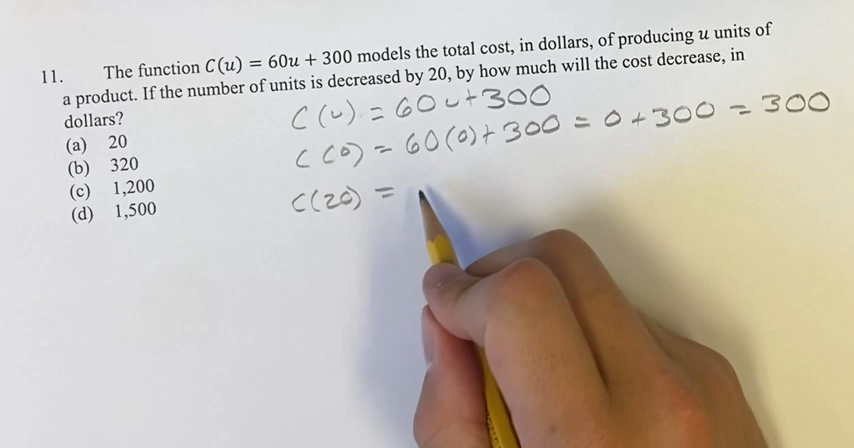 11. The function C(u) = 60u + 300 models the total cost, in dollars, of producing u units of
a product. If the number of units is decreased by 20, by how much will the cost decrease, in
dollars?
C(u) = 60u + 300
(a) 20
C(0) = 60(0) + 300 = 0 + 300 = 300
(b) 320
(c) 1,200
C(20) =
(d) 1,500